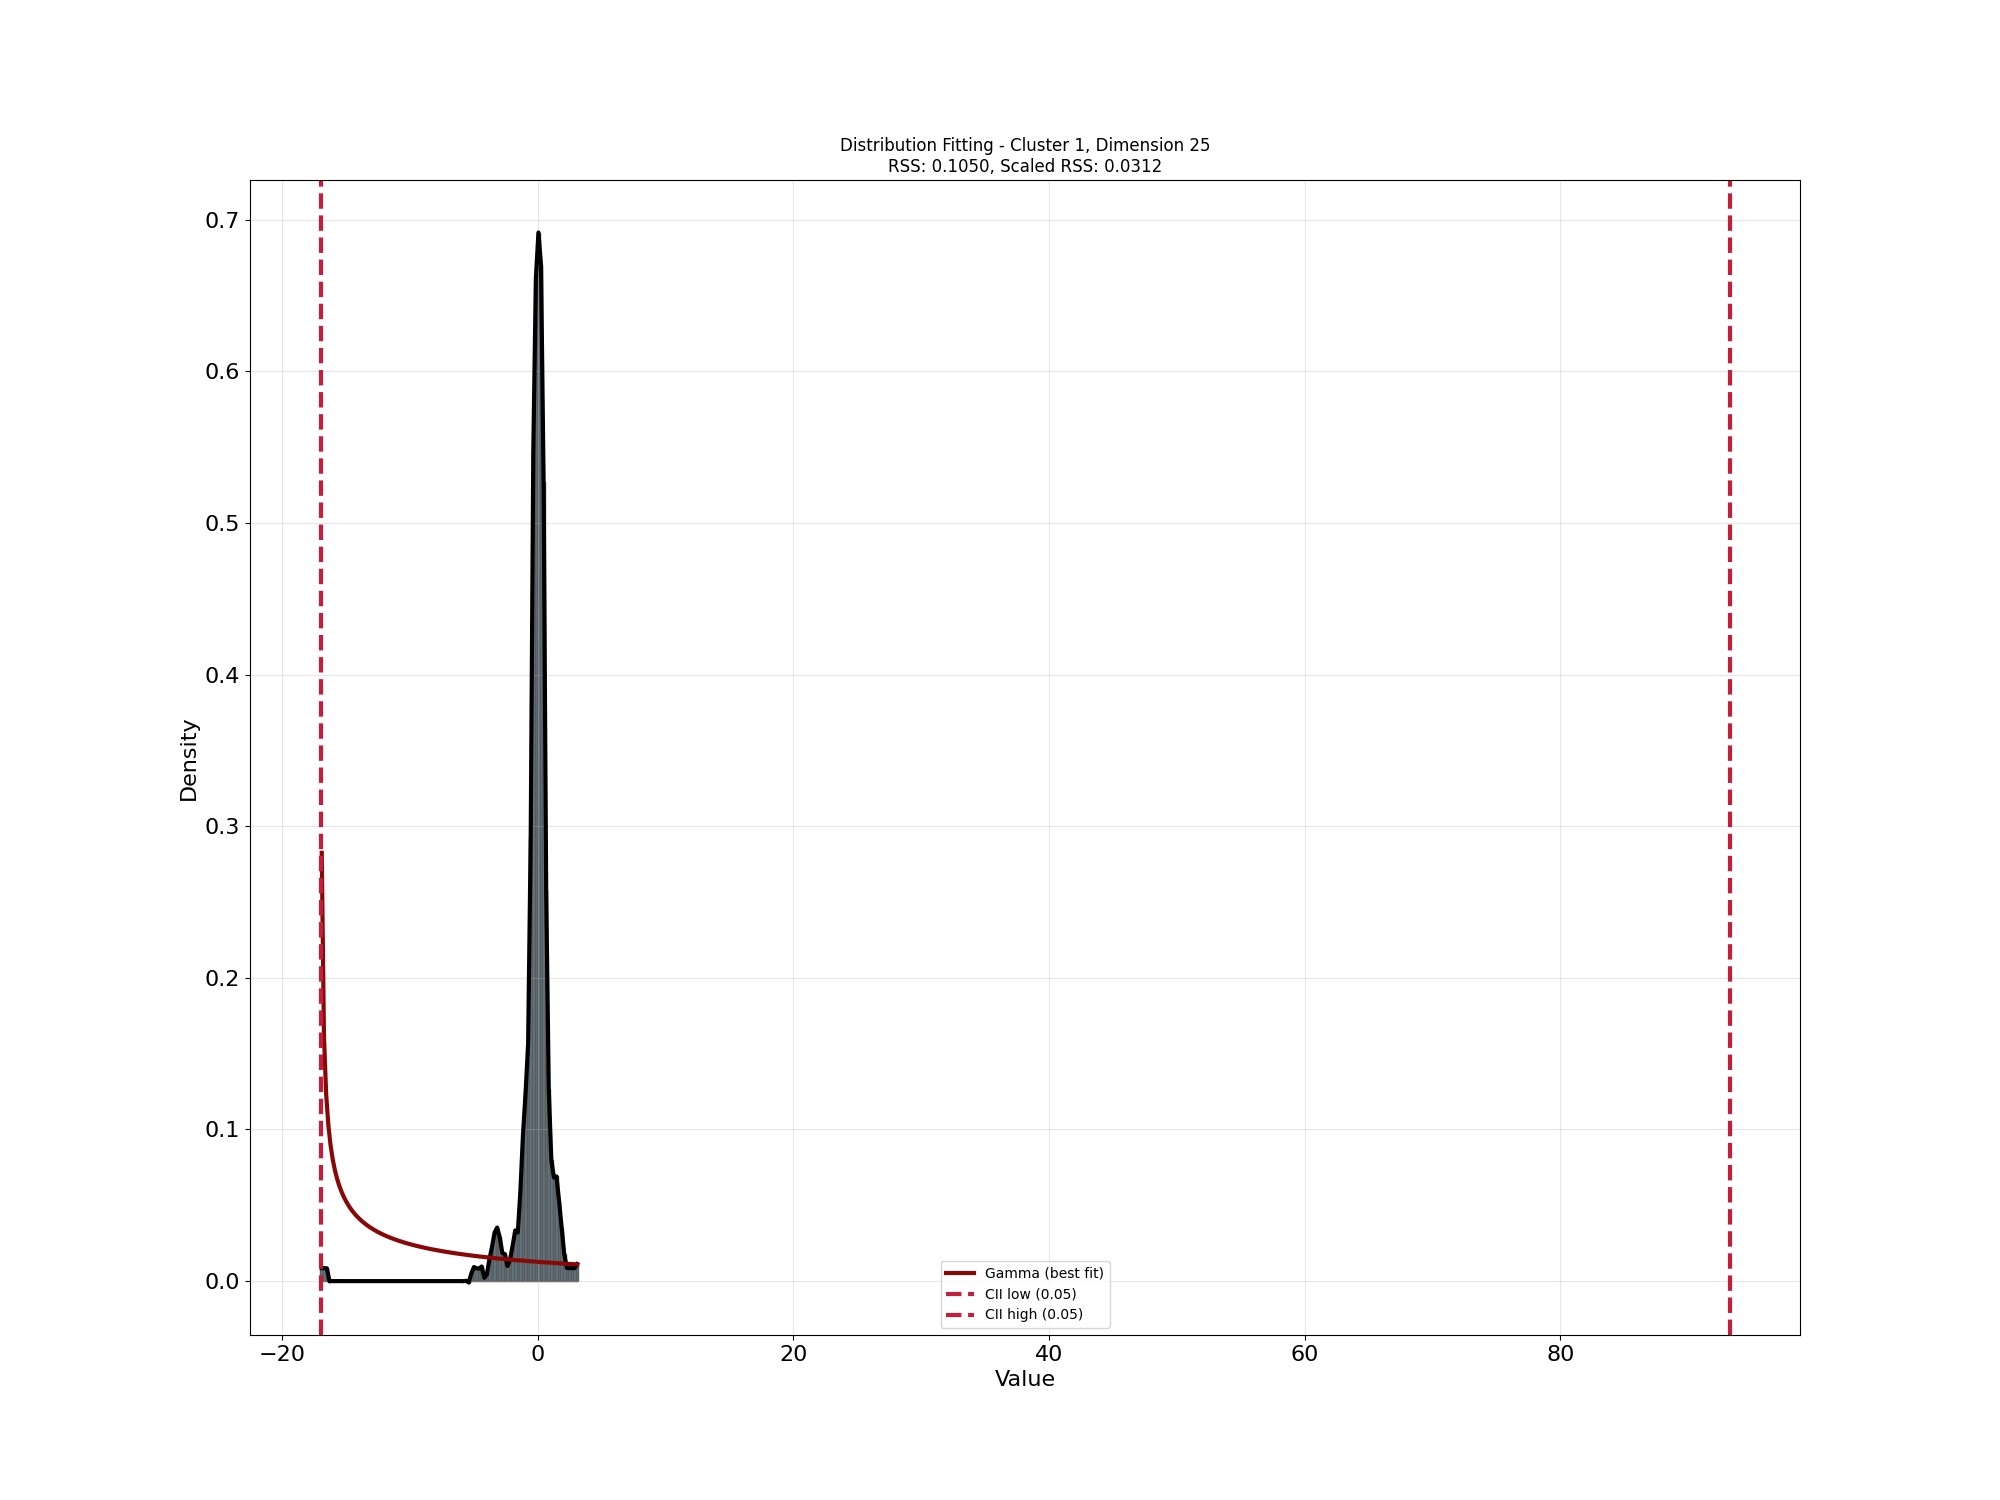 Distribution Fitting - Cluster 1, Dimension 25
RSS: 0.1050, Scaled RSS: 0.0312
0.7
0.6
0.5
0.4
0.3
0.2
0.1
0.0
Density
−20
0
20
40
60
80
Value
Gamma (best fit)
CII low (0.05)
CII high (0.05)